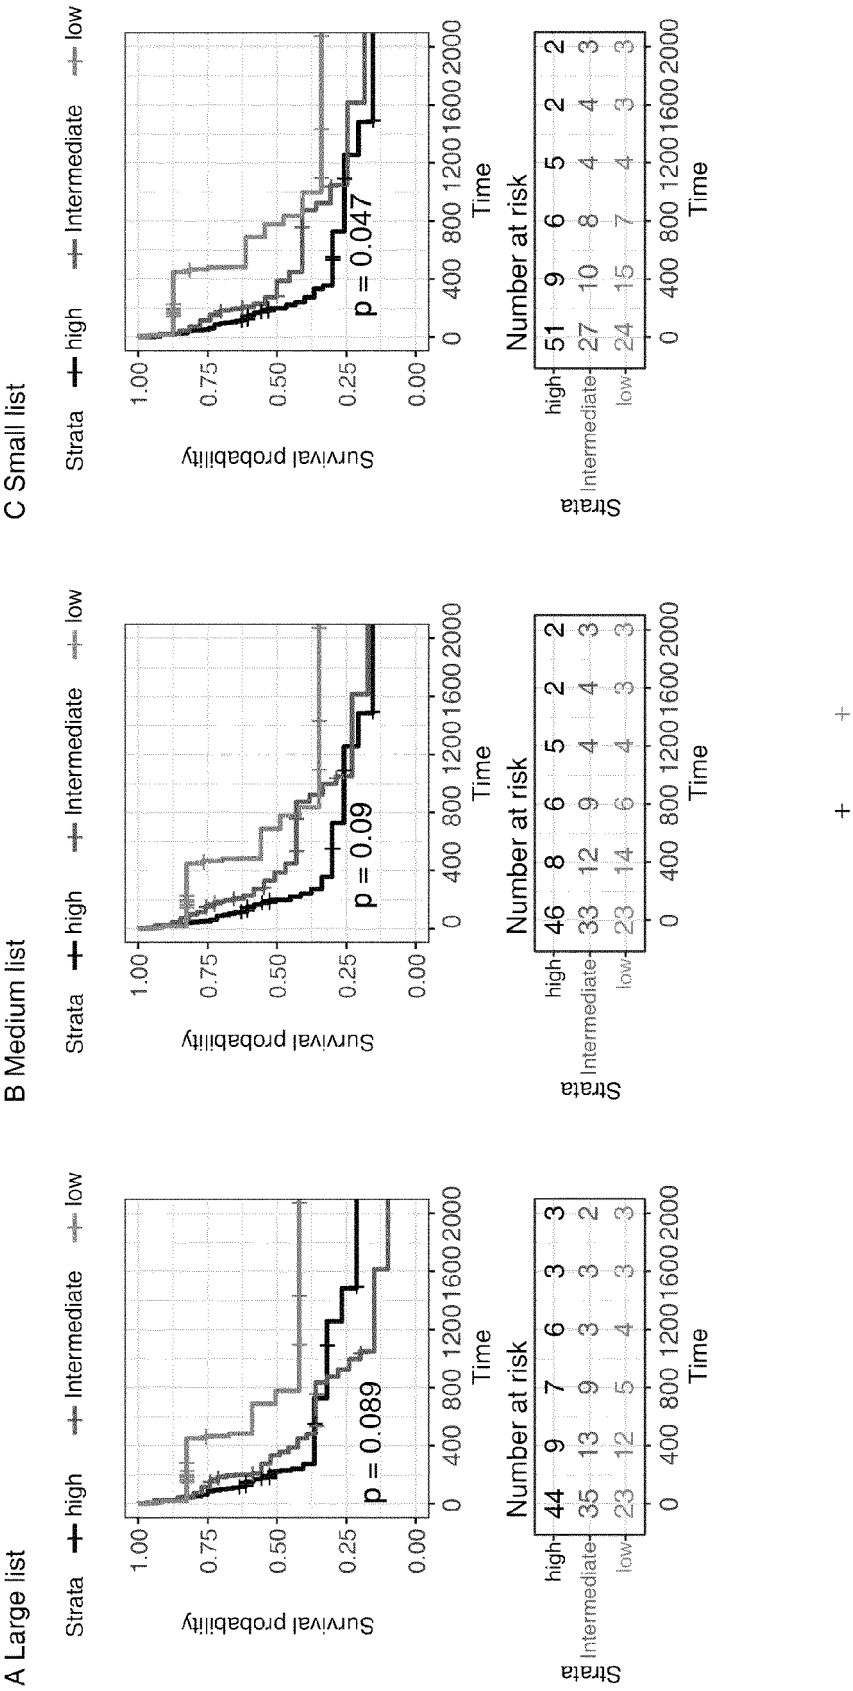 A Large list
Strata high Intermediate low
Survival probability
1.00
0.75
0.50
0.25
0.00
p = 0.089
0 400 800 1200 1600 2000
Time
Number at risk
Strata
high 44 9 7 6 3 3
Intermediate 35 13 9 3 3 2
low 23 12 5 4 3 3
0 400 800 1200 1600 2000
Time
B Medium list
Strata high Intermediate low
Survival probability
1.00
0.75
0.50
0.25
0.00
p = 0.09
0 400 800 1200 1600 2000
Time
Number at risk
Strata
high 46 8 6 5 2 2
Intermediate 33 12 9 4 4 3
low 23 14 6 4 3 3
0 400 800 1200 1600 2000
Time
C Small list
Strata high Intermediate low
Survival probability
1.00
0.75
0.50
0.25
0.00
p = 0.047
0 400 800 1200 1600 2000
Time
Number at risk
Strata
high 51 9 6 5 2 2
Intermediate 27 10 8 4 4 3
low 24 15 7 4 3 3
0 400 800 1200 1600 2000
Time